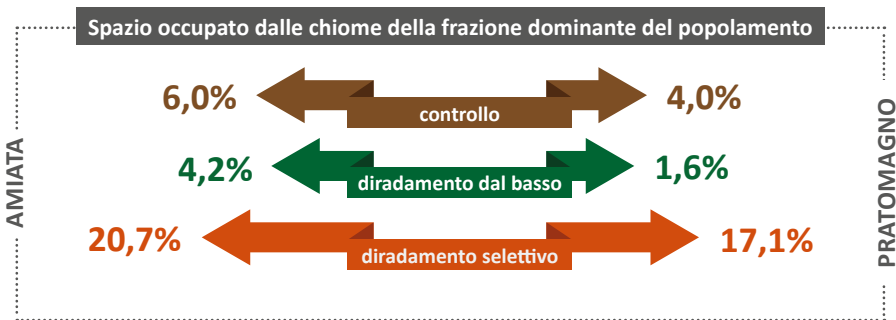 Spazio occupato dalle chiome della frazione dominante del popolamento
AMIATA
6,0%
controllo
4,0%
4,2%
diradamento dal basso
1,6%
20,7%
diradamento selettivo
17,1%
PRATOMAGNO